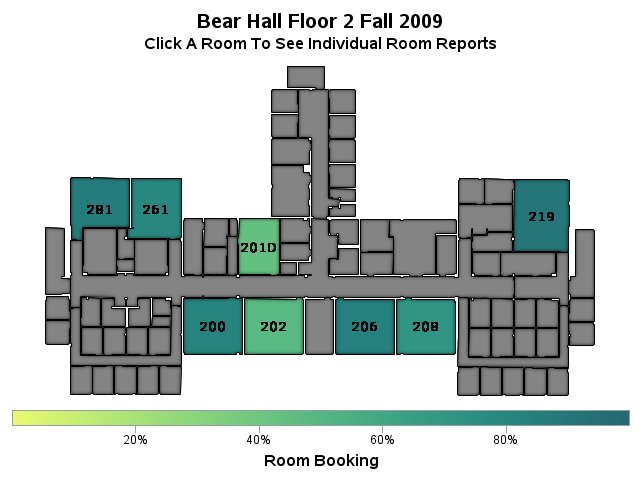 Bear Hall Floor 2 Fall 2009
Click A Room To See Individual Room Reports
281 261 219
201D
200 202 206 208
20% 40% 60% 80%
Room Booking